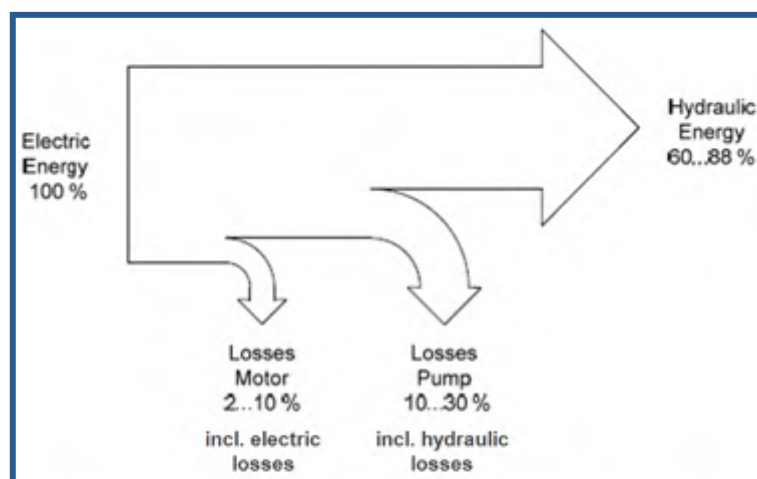 Electric
Energy
100 %
Hydraulic
Energy
60...88 %
Losses
Motor
2...10 %
incl. electric
losses
Losses
Pump
10...30 %
incl. hydraulic
losses